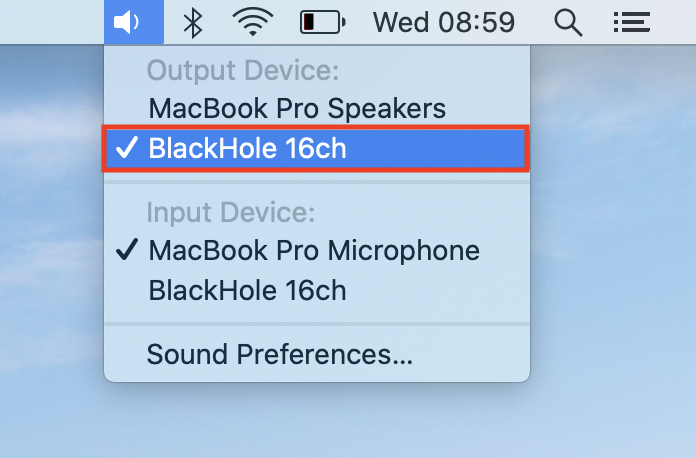 Wed 08:59
Output Device:
MacBook Pro Speakers
✓ BlackHole 16ch
Input Device:
✓ MacBook Pro Microphone
BlackHole 16ch
Sound Preferences...